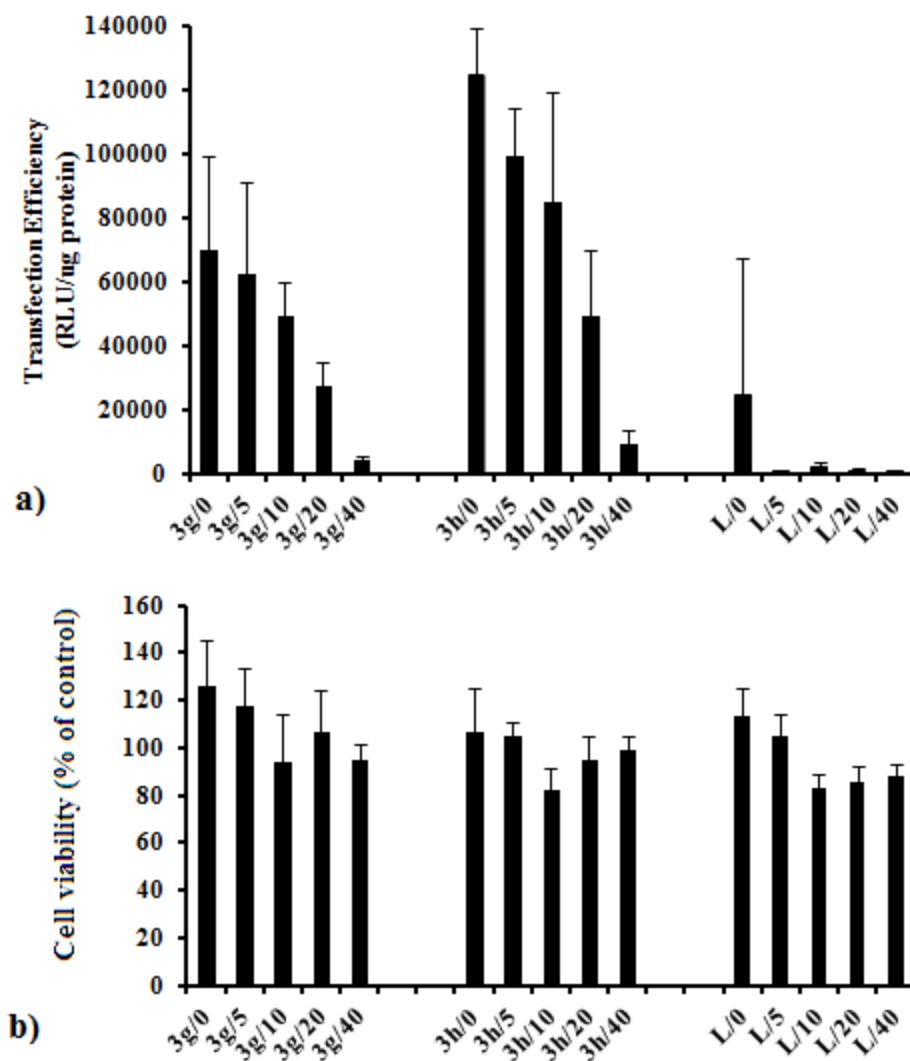 Transfection Efficiency
(RLU/ug protein)
140000
120000
100000
80000
60000
40000
20000
0
3g/0 3g/5 3g/10 3g/20 3g/40 3h/0 3h/5 3h/10 3h/20 3h/40 L/0 L/5 L/10 L/20 L/40
a)
Cell viability (% of control)
160
140
120
100
80
60
40
20
0
3g/0 3g/5 3g/10 3g/20 3g/40 3h/0 3h/5 3h/10 3h/20 3h/40 L/0 L/5 L/10 L/20 L/40
b)